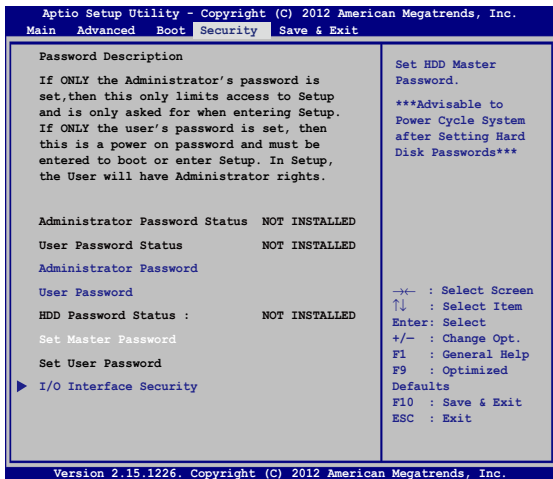 Aptio Setup Utility - Copyright (C) 2012 American Megatrends, Inc.
Main Advanced Boot Security Save & Exit
Password Description
If ONLY the Administrator's password is
set,then this only limits access to Setup
and is only asked for when entering Setup.
If ONLY the user's password is set, then
this is a power on password and must be
entered to boot or enter Setup. In Setup,
the User will have Administrator rights.
Administrator Password Status NOT INSTALLED
User Password Status NOT INSTALLED
Administrator Password
User Password
HDD Password Status : NOT INSTALLED
Set Master Password
Set User Password
I/O Interface Security
Set HDD Master
Password.
***Advisable to
Power Cycle System
after Setting Hard
Disk Passwords***
→← : Select Screen
↑↓ : Select Item
Enter: Select
+/— : Change Opt.
F1 : General Help
F9 : Optimized
Defaults
F10 : Save & Exit
ESC : Exit
Version 2.15.1226. Copyright (C) 2012 American Megatrends, Inc.